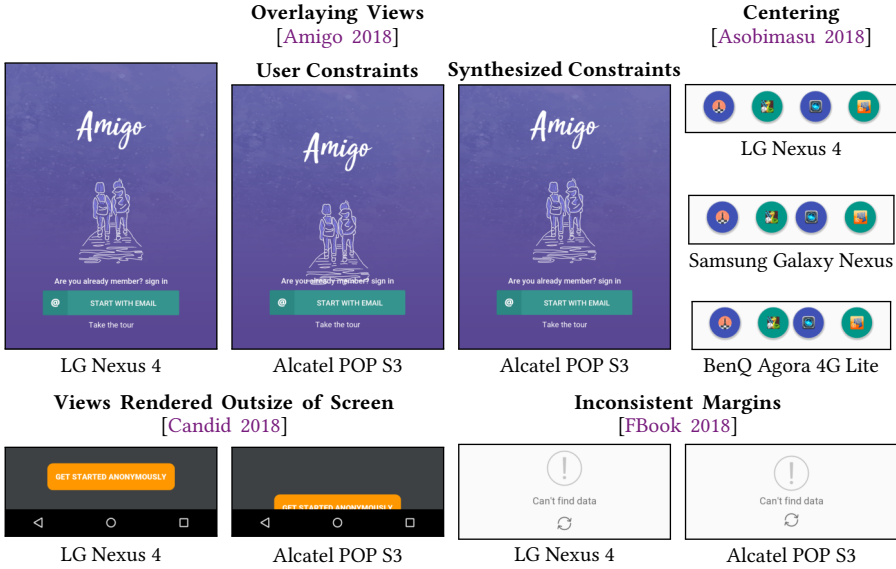 Overlaying Views
[Amigo 2018]
User Constraints
Synthesized Constraints
Amigo
Are you already member? sign in
@ START WITH EMAIL
Take the tour
LG Nexus 4
Amigo
Are you already member? sign in
@ START WITH EMAIL
Take the tour
Alcatel POP S3
Amigo
Are you already member? sign in
@ START WITH EMAIL
Take the tour
Alcatel POP S3
Centering
[Asobimasu 2018]
LG Nexus 4
Samsung Galaxy Nexus
BenQ Agora 4G Lite
Views Rendered Outsize of Screen
[Candid 2018]
GET STARTED ANONYMOUSLY
LG Nexus 4
GET STARTED ANONYMOUSLY
Alcatel POP S3
Inconsistent Margins
[FBook 2018]
Can't find data
LG Nexus 4
Can't find data
Alcatel POP S3